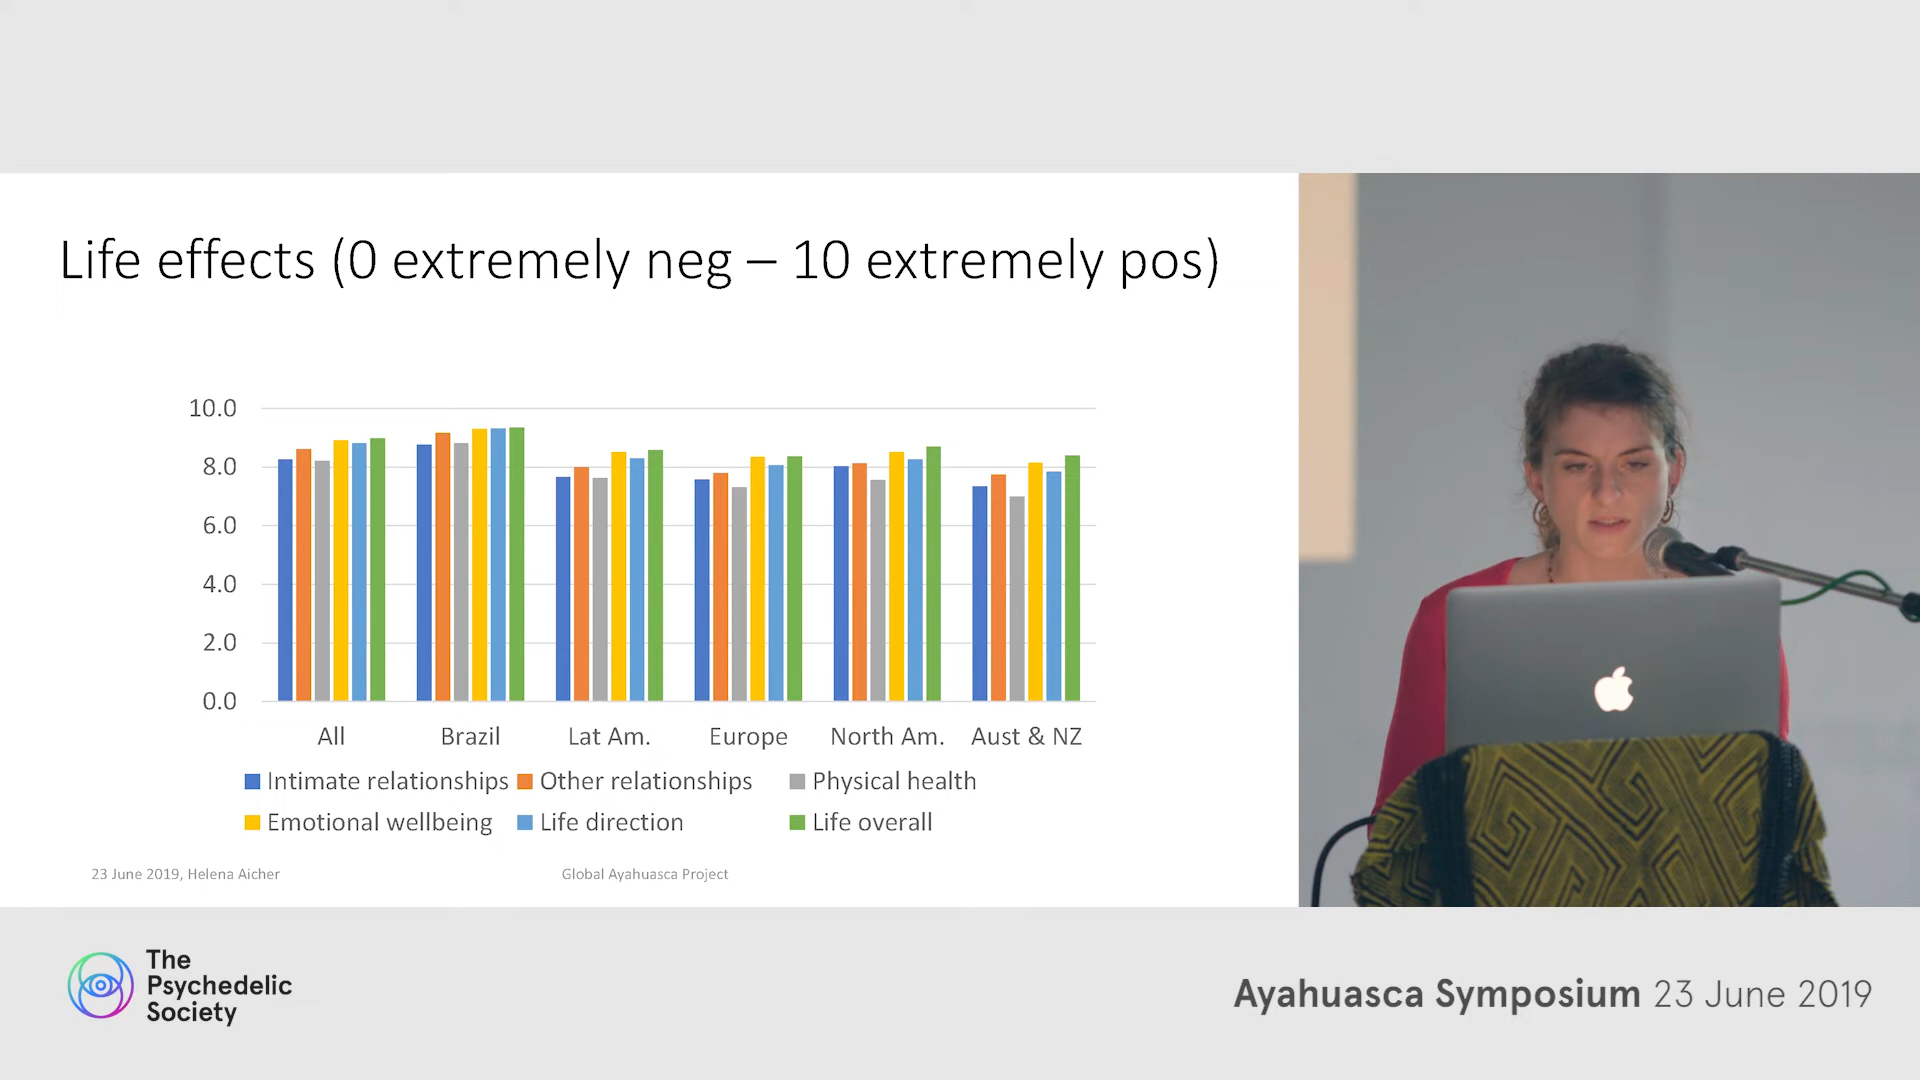 Life effects (0 extremely neg – 10 extremely pos)
10.0
8.0
6.0
4.0
2.0
0.0
All Brazil Lat Am. Europe North Am. Aust & NZ
Intimate relationships Other relationships Physical health
Emotional wellbeing Life direction Life overall
23 June 2019, Helena Aicher Global Ayahuasca Project
The
Psychedelic
Society
Ayahuasca Symposium 23 June 2019